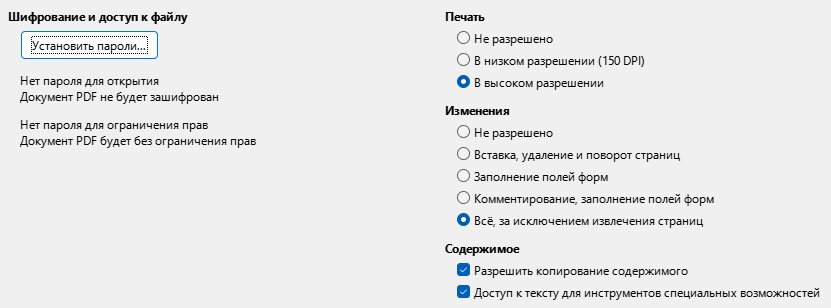 Шифрование и доступ к файлу
Установить пароли...
Нет пароля для открытия
Документ PDF не будет зашифрован
Нет пароля для ограничения прав
Документ PDF будет без ограничения прав
Печать
Не разрешено
В низком разрешении (150 DPI)
В высоком разрешении
Изменения
Не разрешено
Вставка, удаление и поворот страниц
Заполнение полей форм
Комментирование, заполнение полей форм
Всё, за исключением извлечения страниц
Содержимое
Разрешить копирование содержимого
Доступ к тексту для инструментов специальных возможностей